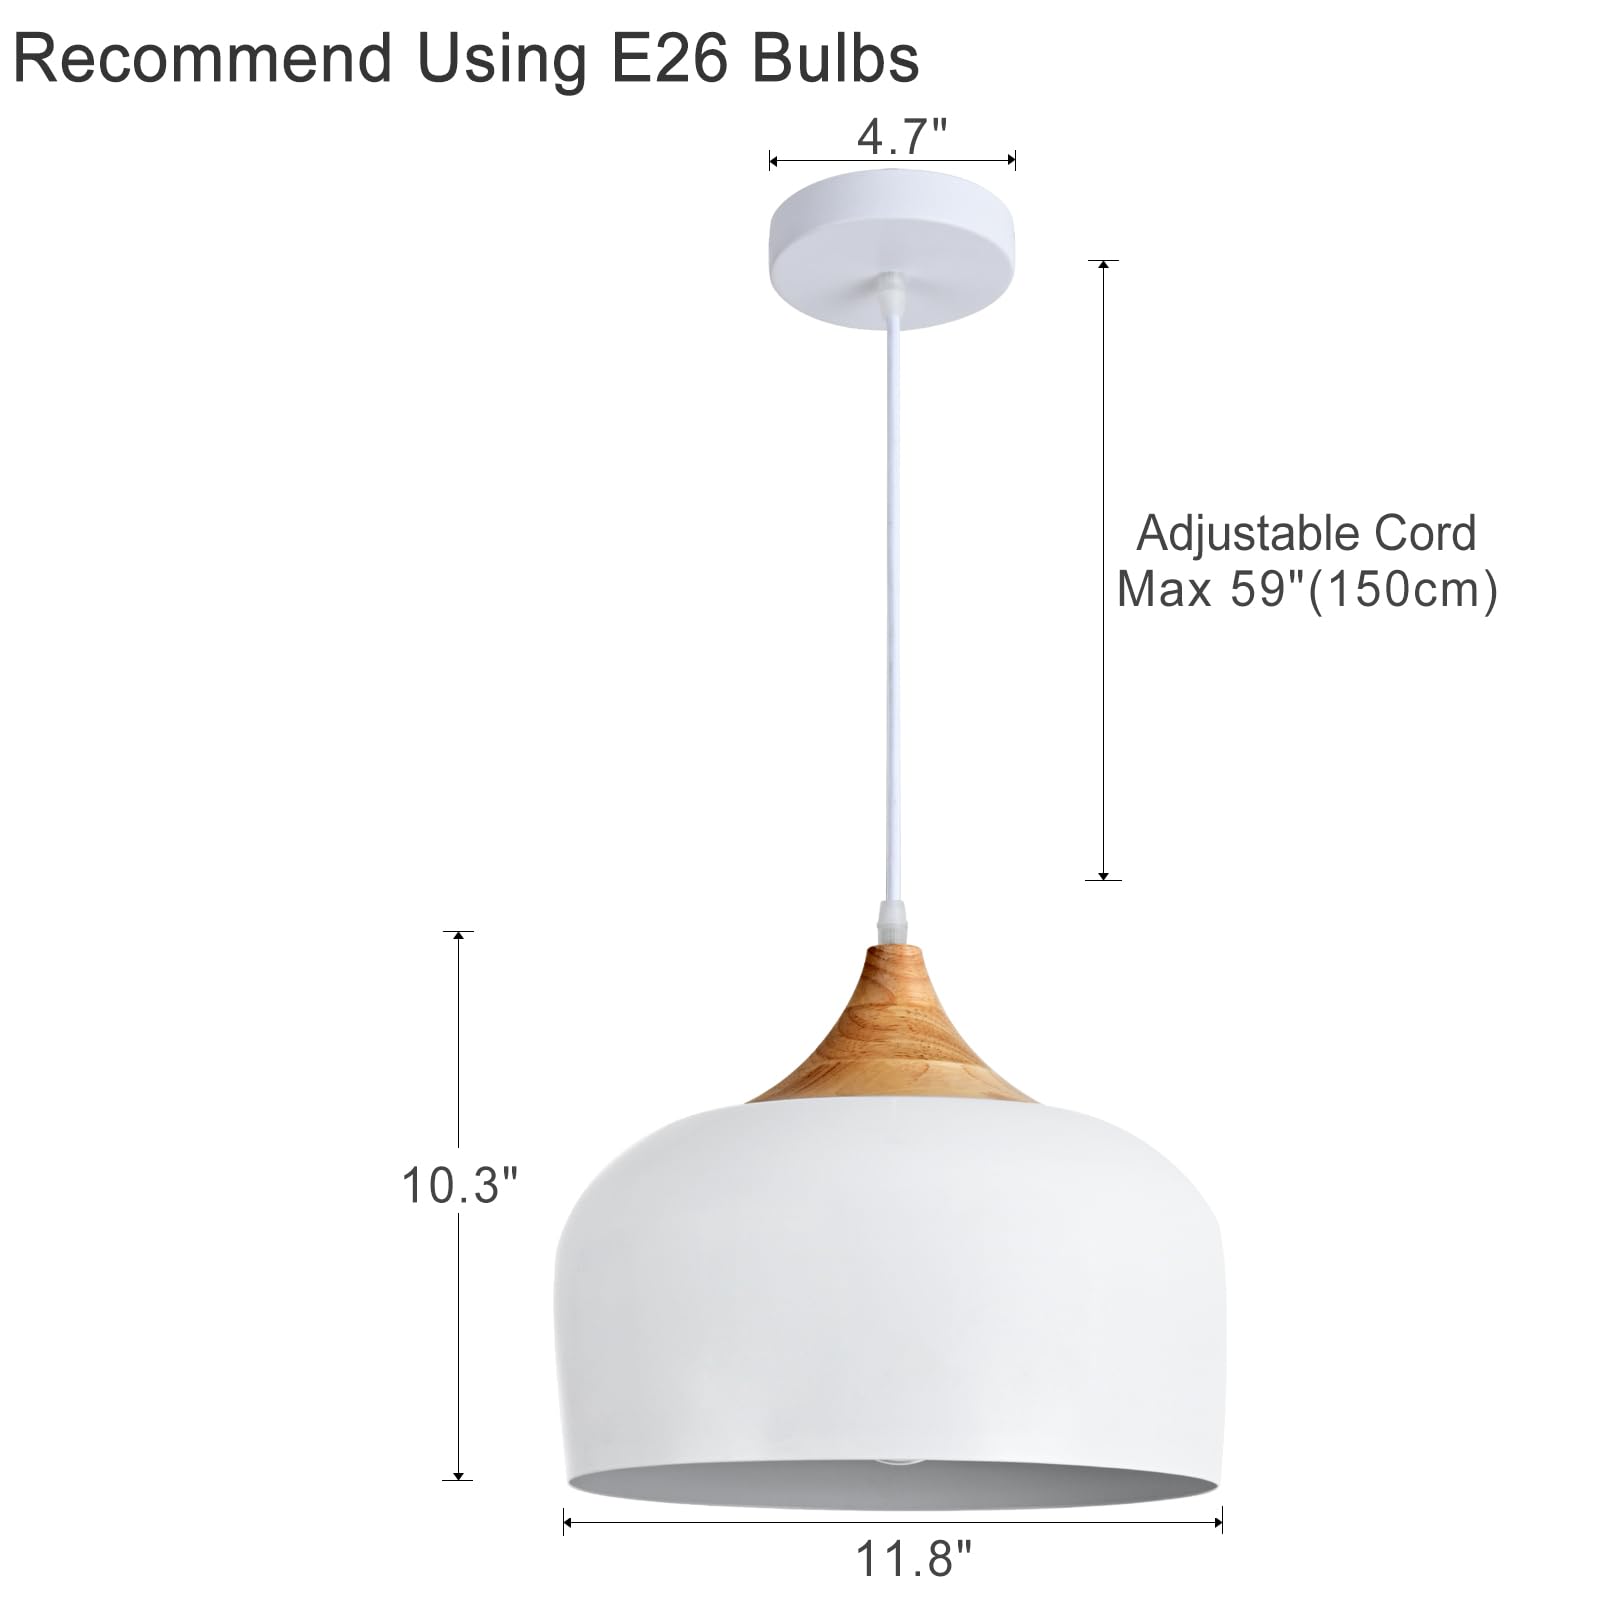 Recommend Using E26 Bulbs
4.7"
Adjustable Cord
Max 59"(150cm)
10.3"
11.8"